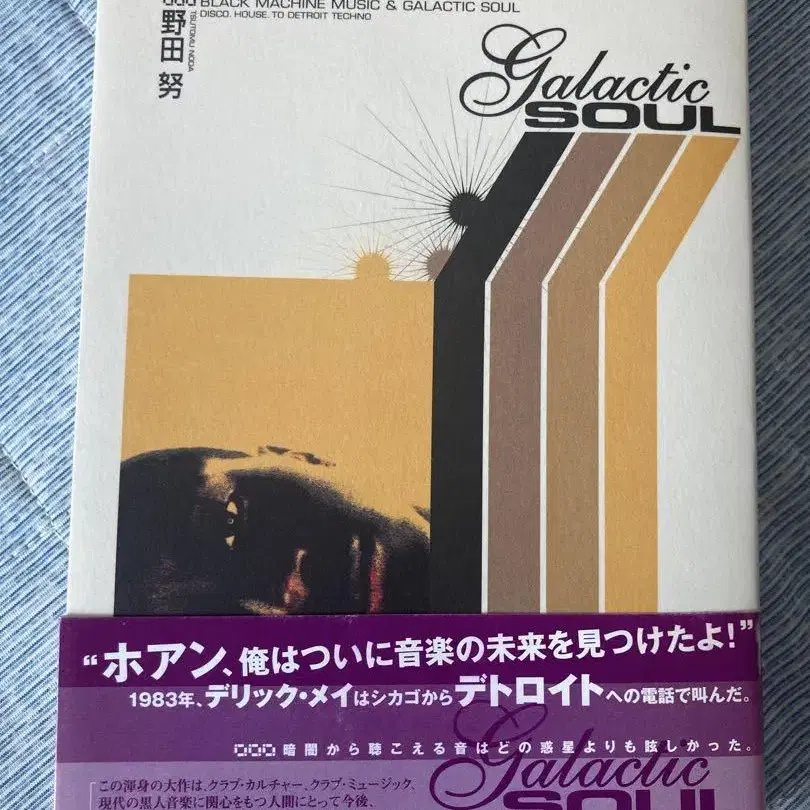 BLACK MACHINE MUSIC & GALACTIC SOUL
DISCO, HOUSE, TO DETROIT TECHNO
野田 努
TSUTOMU NODA
Galactic
SOUL
“ホアン、俺はついに音楽の未来を見つけたよ!”
1983年、デリック・メイはシカゴからデトロイトへの電話で叫んだ。
暗闇から聴こえる音はどの惑星よりも眩しかった。
Galactic
SOUL
この渾身の大作は、クラブ・カルチャー、クラブ・ミュージック、
現代の黒人音楽に関心をもつ人間にとって今後、